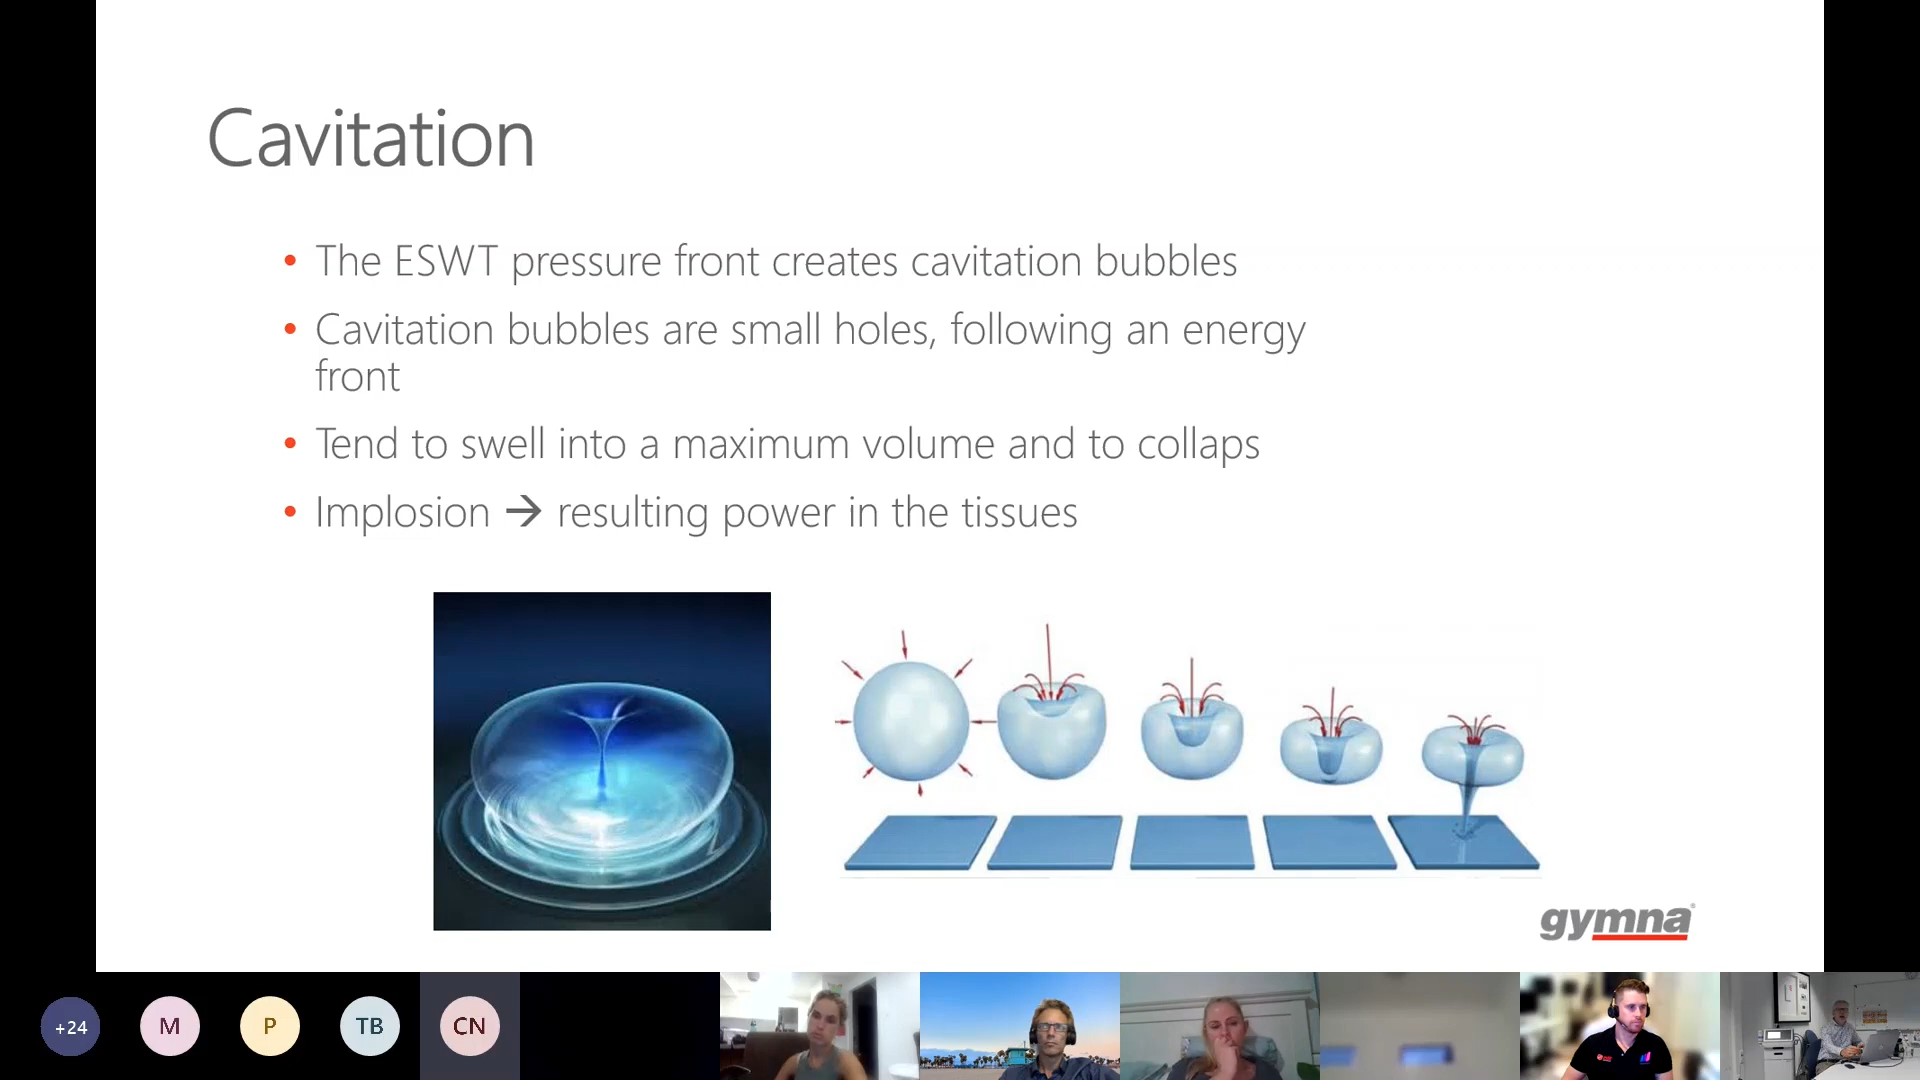 Cavitation
• The ESWT pressure front creates cavitation bubbles
• Cavitation bubbles are small holes, following an energy
front
• Tend to swell into a maximum volume and to collaps
• Implosion → resulting power in the tissues
gymna
+24
M
P
TB
CN